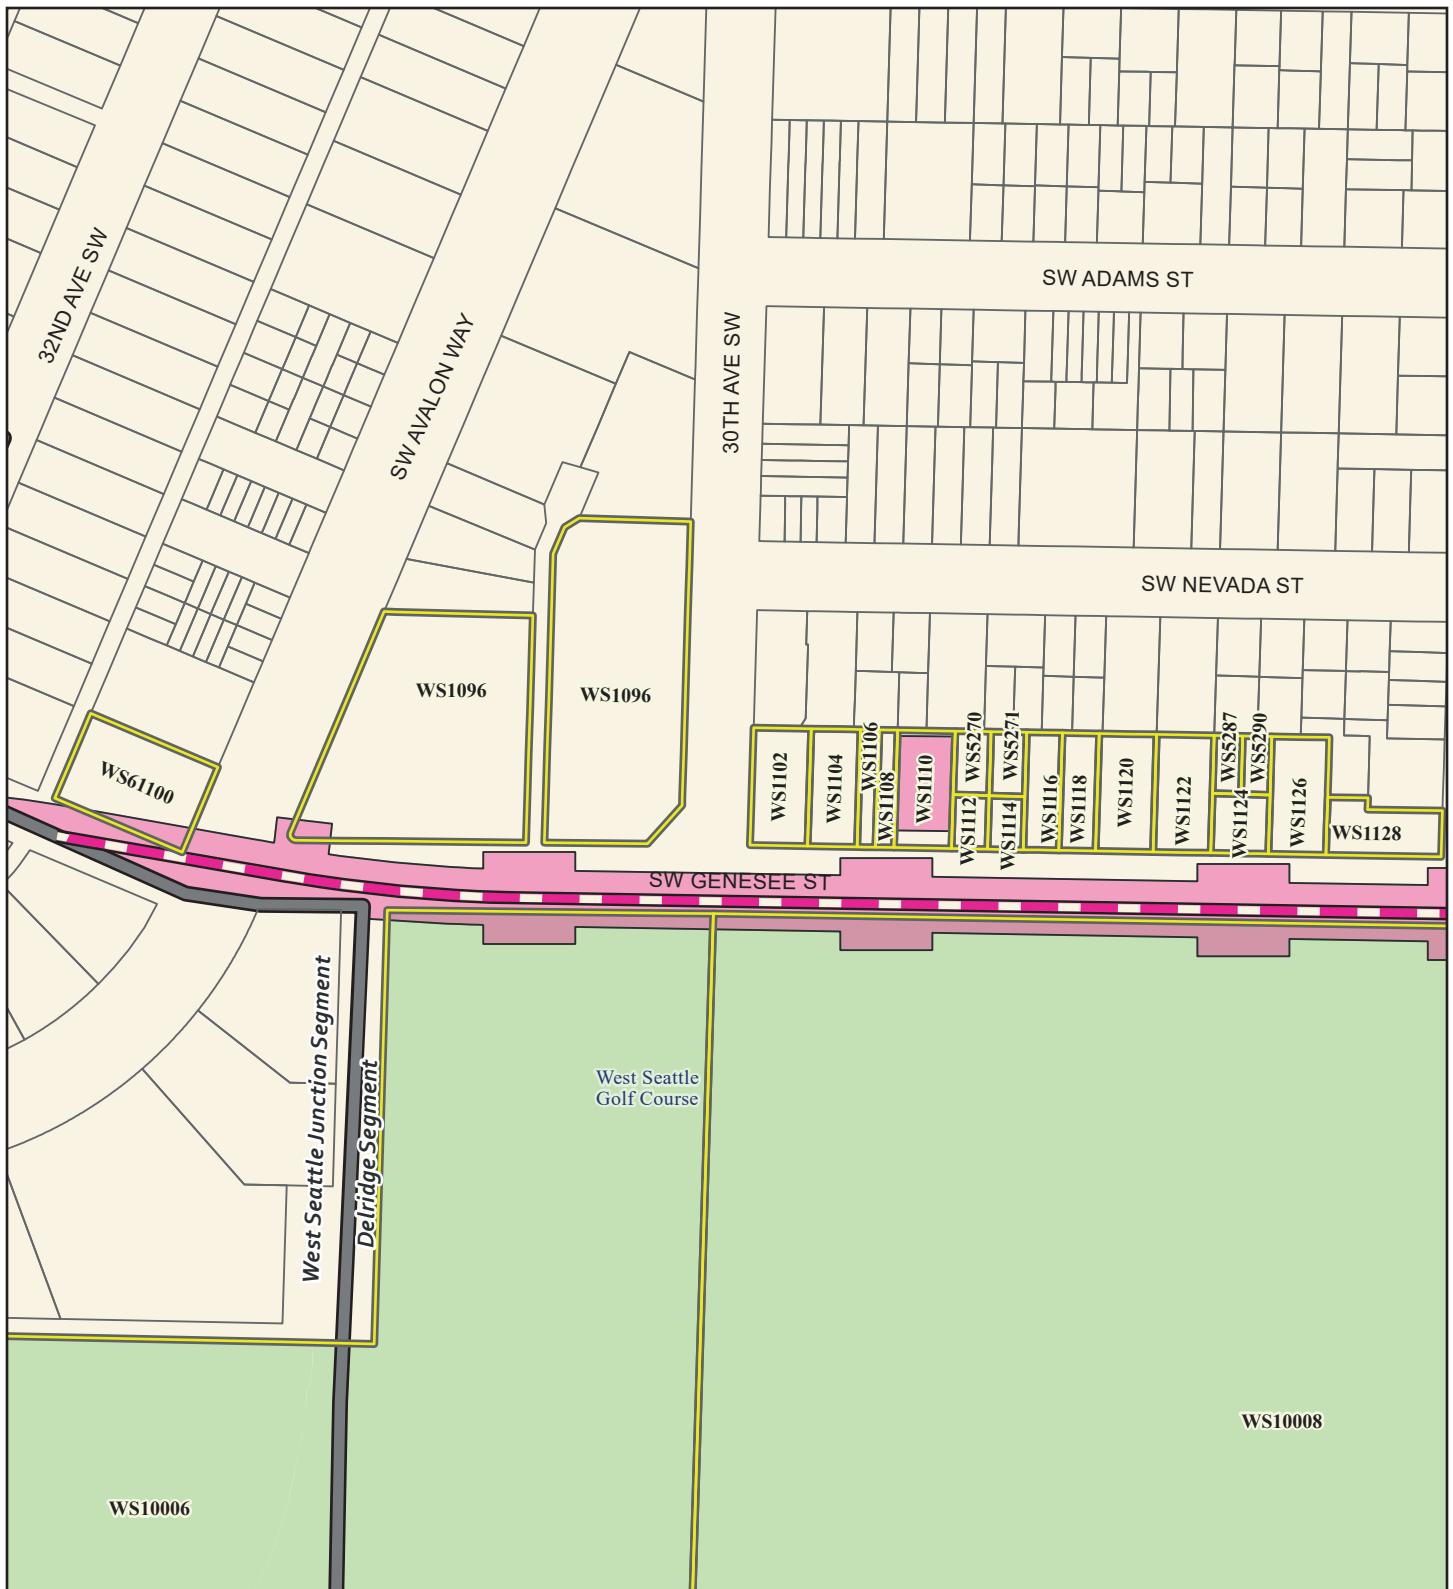 SW ADAMS ST
32ND AVE SW
SW AVALON WAY
30TH AVE SW
SW NEVADA ST
WS1096
WS1096
WS61100
WS1102
WS1104
WS1106
WS1108
WS1110
WS5270
WS1112
WS5271
WS1114
WS1116
WS1118
WS1120
WS1122
WS5287
WS1124
WS5290
WS1126
WS1128
SW GENESEE ST
West Seattle Junction Segment
Delridge Segment
West Seattle
Golf Course
WS10008
WS10006